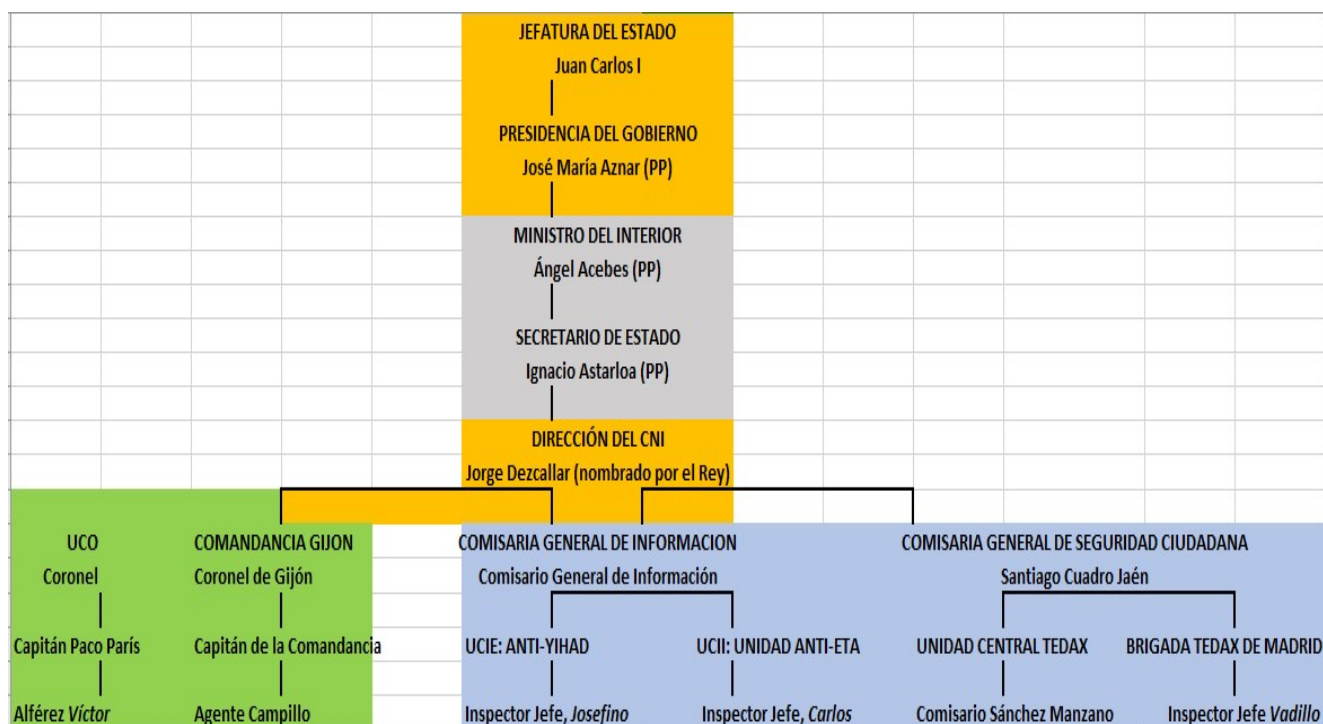 JEFATURA DEL ESTADO
Juan Carlos I
PRESIDENCIA DEL GOBIERNO
José María Aznar (PP)
MINISTRO DEL INTERIOR
Ángel Acebes (PP)
SECRETARIO DE ESTADO
Ignacio Astarloa (PP)
DIRECCIÓN DEL CNI
Jorge Dezcallar (nombrado por el Rey)
UCO COMANDANCIA GIJON COMISARIA GENERAL DE INFORMACION COMISARIA GENERAL DE SEGURIDAD CIUDADANA
Coronel Coronel de Gijón Comisario General de Información Santiago Cuadro Jaén
Capitán Paco París Capitán de la Comandancia UCIE: ANTI-YIHAD UCII: UNIDAD ANTI-ETA UNIDAD CENTRAL TEDAX BRIGADA TEDAX DE MADRID
Alférez Víctor Agente Campillo Inspector Jefe, Josefino Inspector Jefe, Carlos Comisario Sánchez Manzano Inspector Jefe Vadillo